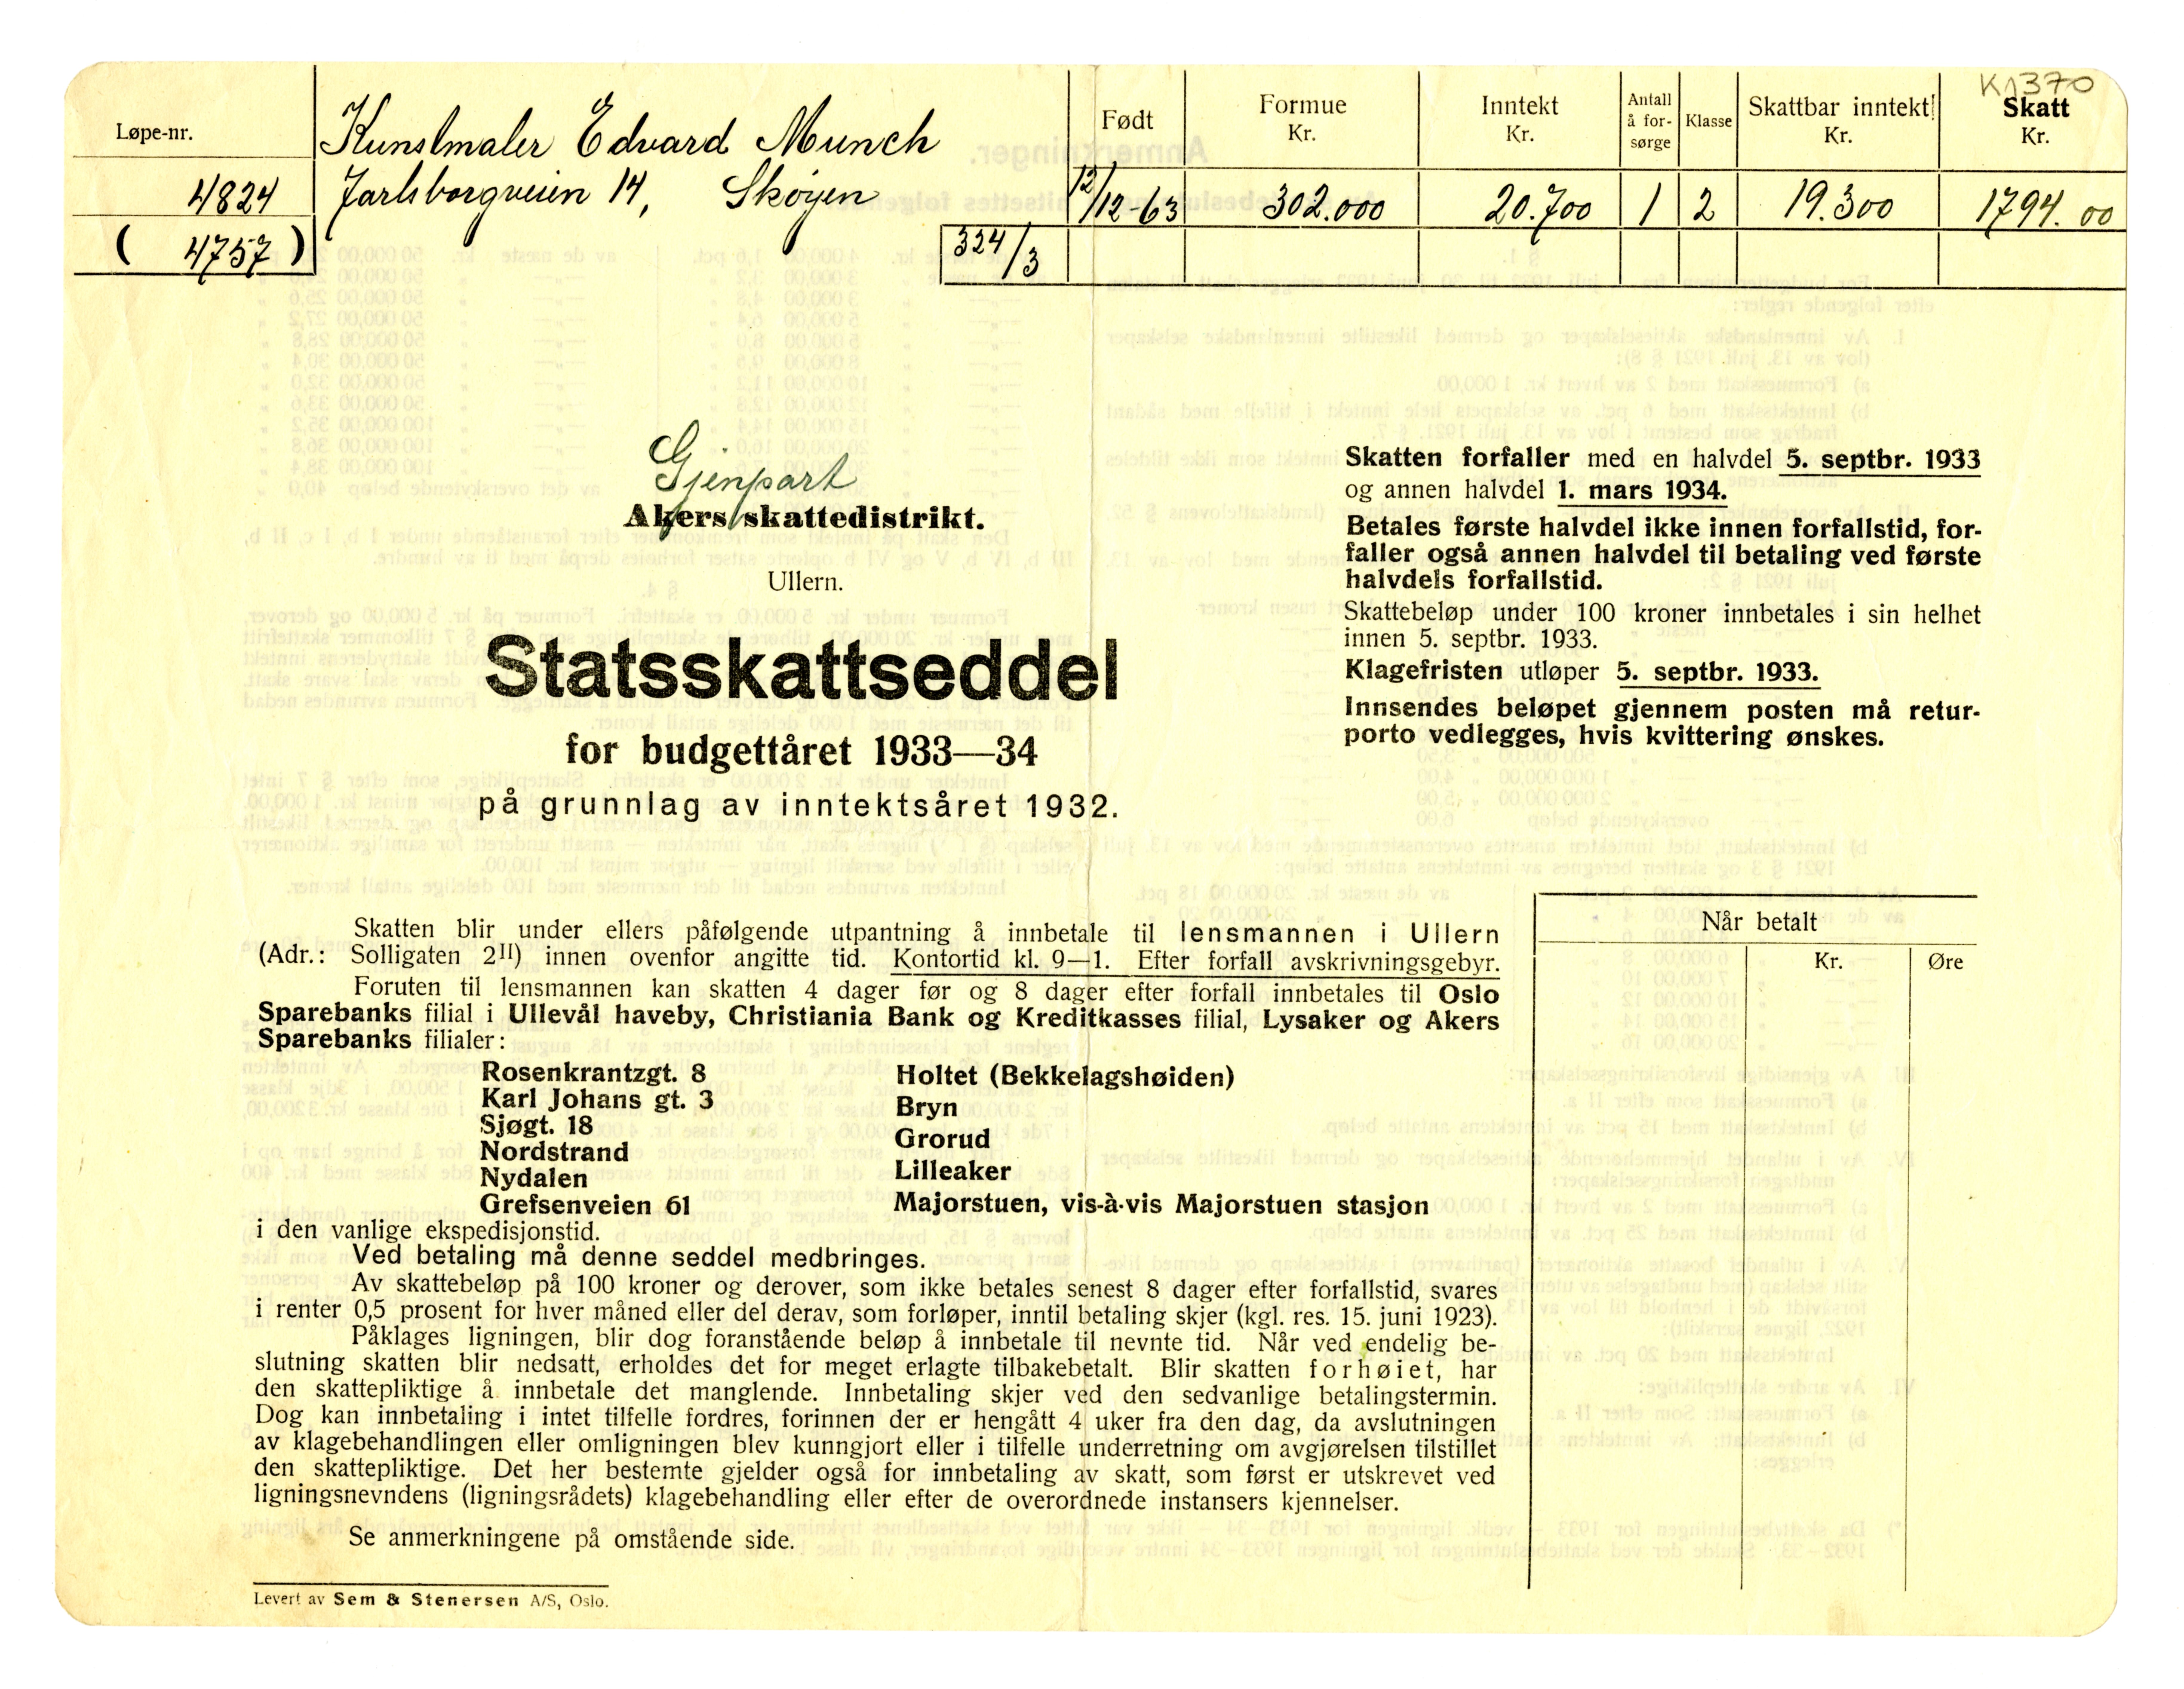 K1370
Løpe-nr.
Kunstmaler Edvard Munch
Født
Formue
Kr.
Inntekt
Kr.
Antall
å for-
sørge
Klasse
Skattbar inntekt
Kr.
Skatt
Kr.
4824
Jarlsborgveien 14, Skøyen
12/12-63
302.000
20.700
1
2
19.300
1794.00
( 4757 )
324/3
Gjenpart
Akers skattedistrikt.
Ullern.
Statsskattseddel
for budgettåret 1933—34
på grunnlag av inntektsåret 1932.
Skatten forfaller med en halvdel 5. septbr. 1933
og annen halvdel 1. mars 1934.
Betales første halvdel ikke innen forfallstid, for-
faller også annen halvdel til betaling ved første
halvdels forfallstid.
Skattebeløp under 100 kroner innbetales i sin helhet
innen 5. septbr. 1933.
Klagefristen utløper 5. septbr. 1933.
Innsendes beløpet gjennem posten må retur-
porto vedlegges, hvis kvittering ønskes.
Skatten blir under ellers påfølgende utpantning å innbetale til lensmannen i Ullern
(Adr.: Solligaten 2II) innen ovenfor angitte tid. Kontortid kl. 9—1. Efter forfall avskrivningsgebyr.
Foruten til lensmannen kan skatten 4 dager før og 8 dager efter forfall innbetales til Oslo
Sparebanks filial i Ullevål haveby, Christiania Bank og Kreditkasses filial, Lysaker og Akers
Sparebanks filialer:
Rosenkrantzgt. 8
Karl Johans gt. 3
Sjøgt. 18
Nordstrand
Nydalen
Grefsenveien 61
Holtet (Bekkelagshøiden)
Bryn
Grorud
Lilleaker
Majorstuen, vis-à-vis Majorstuen stasjon
i den vanlige ekspedisjonstid.
Ved betaling må denne seddel medbringes.
Av skattebeløp på 100 kroner og derover, som ikke betales senest 8 dager efter forfallstid, svares
i renter 0,5 prosent for hver måned eller del derav, som forløper, inntil betaling skjer (kgl. res. 15. juni 1923).
Påklages ligningen, blir dog foranstående beløp å innbetale til nevnte tid. Når ved endelig be-
slutning skatten blir nedsatt, erholdes det for meget erlagte tilbakebetalt. Blir skatten forhøiet, har
den skattepliktige å innbetale det manglende. Innbetaling skjer ved den sedvanlige betalingstermin.
Dog kan innbetaling i intet tilfelle fordres, forinnen der er hengått 4 uker fra den dag, da avslutningen
av klagebehandlingen eller omligningen blev kunngjort eller i tilfelle underretning om avgjørelsen tilstillet
den skattepliktige. Det her bestemte gjelder også for innbetaling av skatt, som først er utskrevet ved
ligningsnevndens (ligningsrådets) klagebehandling eller efter de overordnede instansers kjennelser.
Se anmerkningene på omstående side.
Når betalt
Kr.
Øre
Levert av Sem & Stenersen A/S, Oslo.